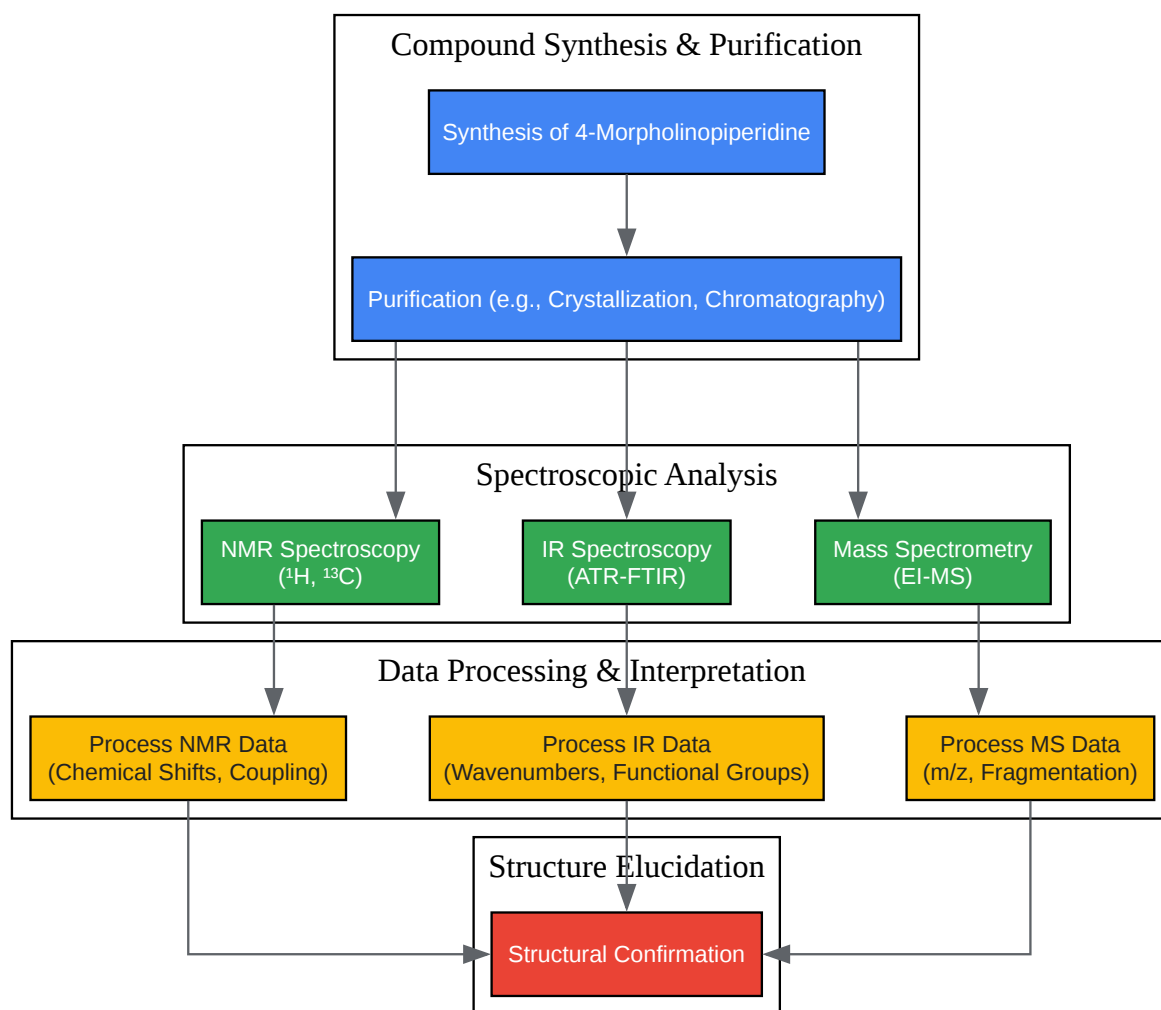 Compound Synthesis & Purification
Synthesis of 4-Morpholinopiperidine
Purification (e.g., Crystallization, Chromatography)
Spectroscopic Analysis
NMR Spectroscopy
(¹H, ¹³C)
IR Spectroscopy
(ATR-FTIR)
Mass Spectrometry
(EI-MS)
Data Processing & Interpretation
Process NMR Data
(Chemical Shifts, Coupling)
Process IR Data
(Wavenumbers, Functional Groups)
Process MS Data
(m/z, Fragmentation)
Structure Elucidation
Structural Confirmation